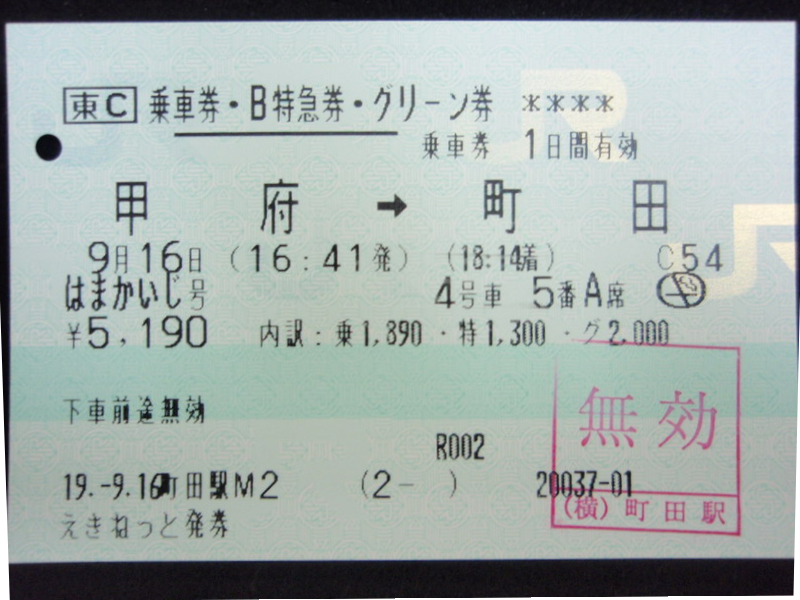 東C 乗車券・B特急券・グリーン券 ****
乗車券 1日間有効
甲府 → 町田
9月16日 (16:41発) (18:14着) C54
はまかいじ号 4号車 5番A席
¥5,190 内訳:乗1,890・特1,300・グ2,000
下車前途無効
無効
R002
19.-9.16町田駅M2 (2- ) 20037-01
(横)町田駅
えきねっと発券